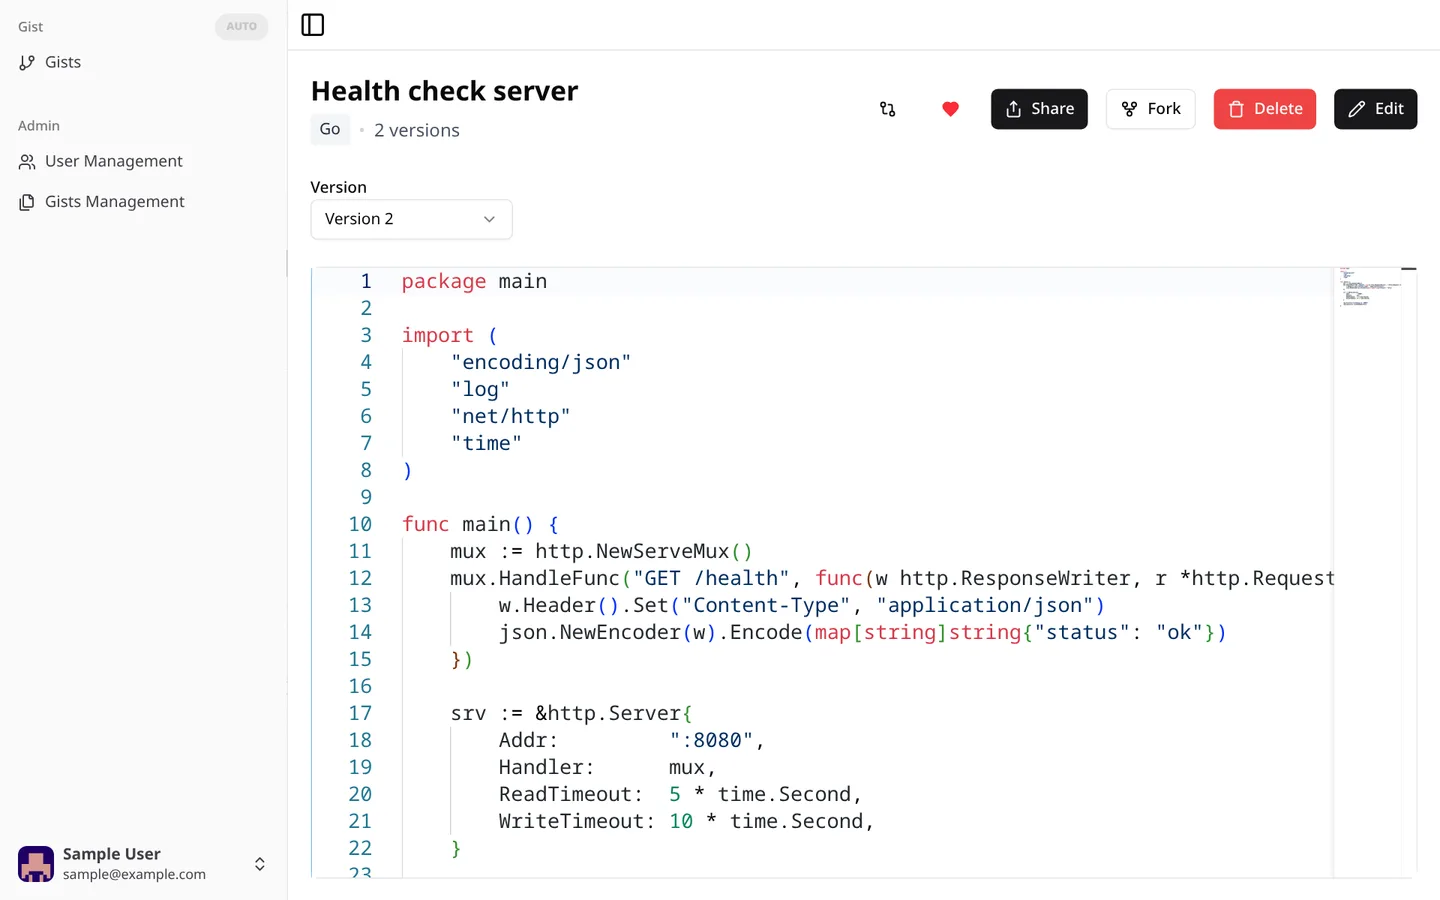 Gist
AUTO
Gists
Admin
User Management
Gists Management
Sample User
sample@example.com
Health check server
Go • 2 versions
Share
Fork
Delete
Edit
Version
Version 2
1 package main
2
3 import (
4     "encoding/json"
5     "log"
6     "net/http"
7     "time"
8 )
9
10 func main() {
11     mux := http.NewServeMux()
12     mux.HandleFunc("GET /health", func(w http.ResponseWriter, r *http.Request
13         w.Header().Set("Content-Type", "application/json")
14         json.NewEncoder(w).Encode(map[string]string{"status": "ok"})
15     })
16
17     srv := &http.Server{
18         Addr:         ":8080",
19         Handler:      mux,
20         ReadTimeout:  5 * time.Second,
21         WriteTimeout: 10 * time.Second,
22     }
23